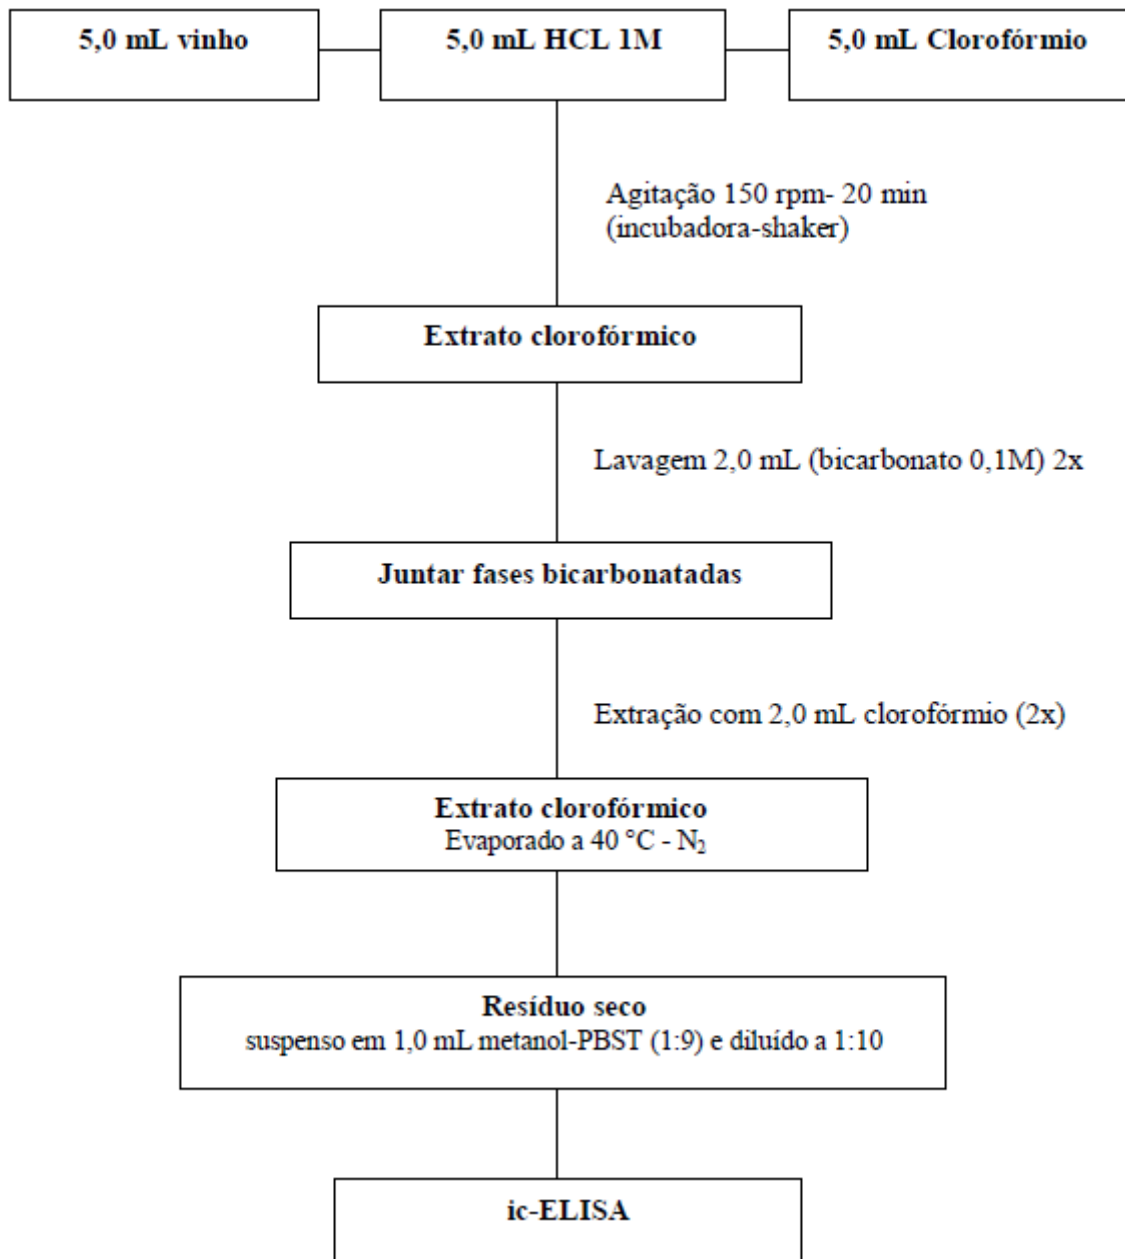 5,0 mL vinho
5,0 mL HCL 1M
5,0 mL Clorofórmio
Agitação 150 rpm- 20 min
(incubadora-shaker)
Extrato clorofórmico
Lavagem 2,0 mL (bicarbonato 0,1M) 2x
Juntar fases bicarbonatadas
Extração com 2,0 mL clorofórmio (2x)
Extrato clorofórmico
Evaporado a 40 °C - N₂
Resíduo seco
suspenso em 1,0 mL metanol-PBST (1:9) e diluído a 1:10
ic-ELISA